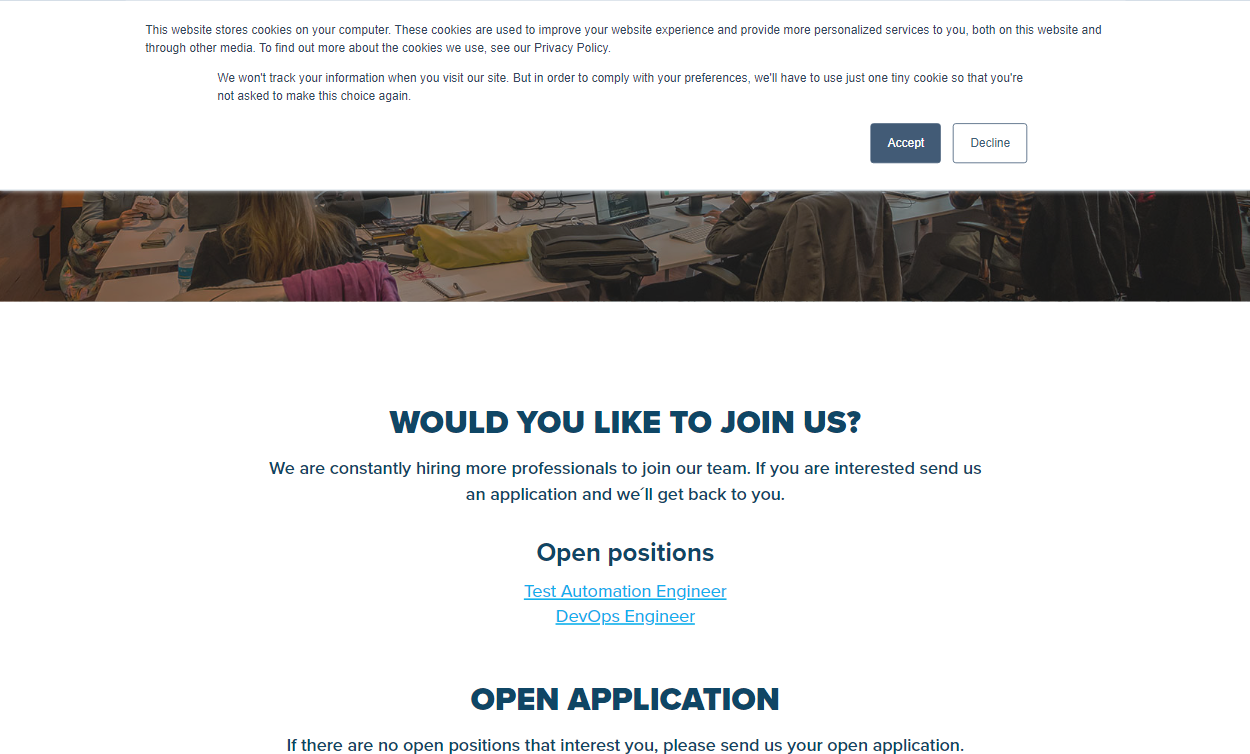 This website stores cookies on your computer. These cookies are used to improve your website experience and provide more personalized services to you, both on this website and
through other media. To find out more about the cookies we use, see our Privacy Policy.
We won't track your information when you visit our site. But in order to comply with your preferences, we'll have to use just one tiny cookie so that you're
not asked to make this choice again.
Accept Decline
WOULD YOU LIKE TO JOIN US?
We are constantly hiring more professionals to join our team. If you are interested send us
an application and we´ll get back to you.
Open positions
Test Automation Engineer
DevOps Engineer
OPEN APPLICATION
If there are no open positions that interest you, please send us your open application.